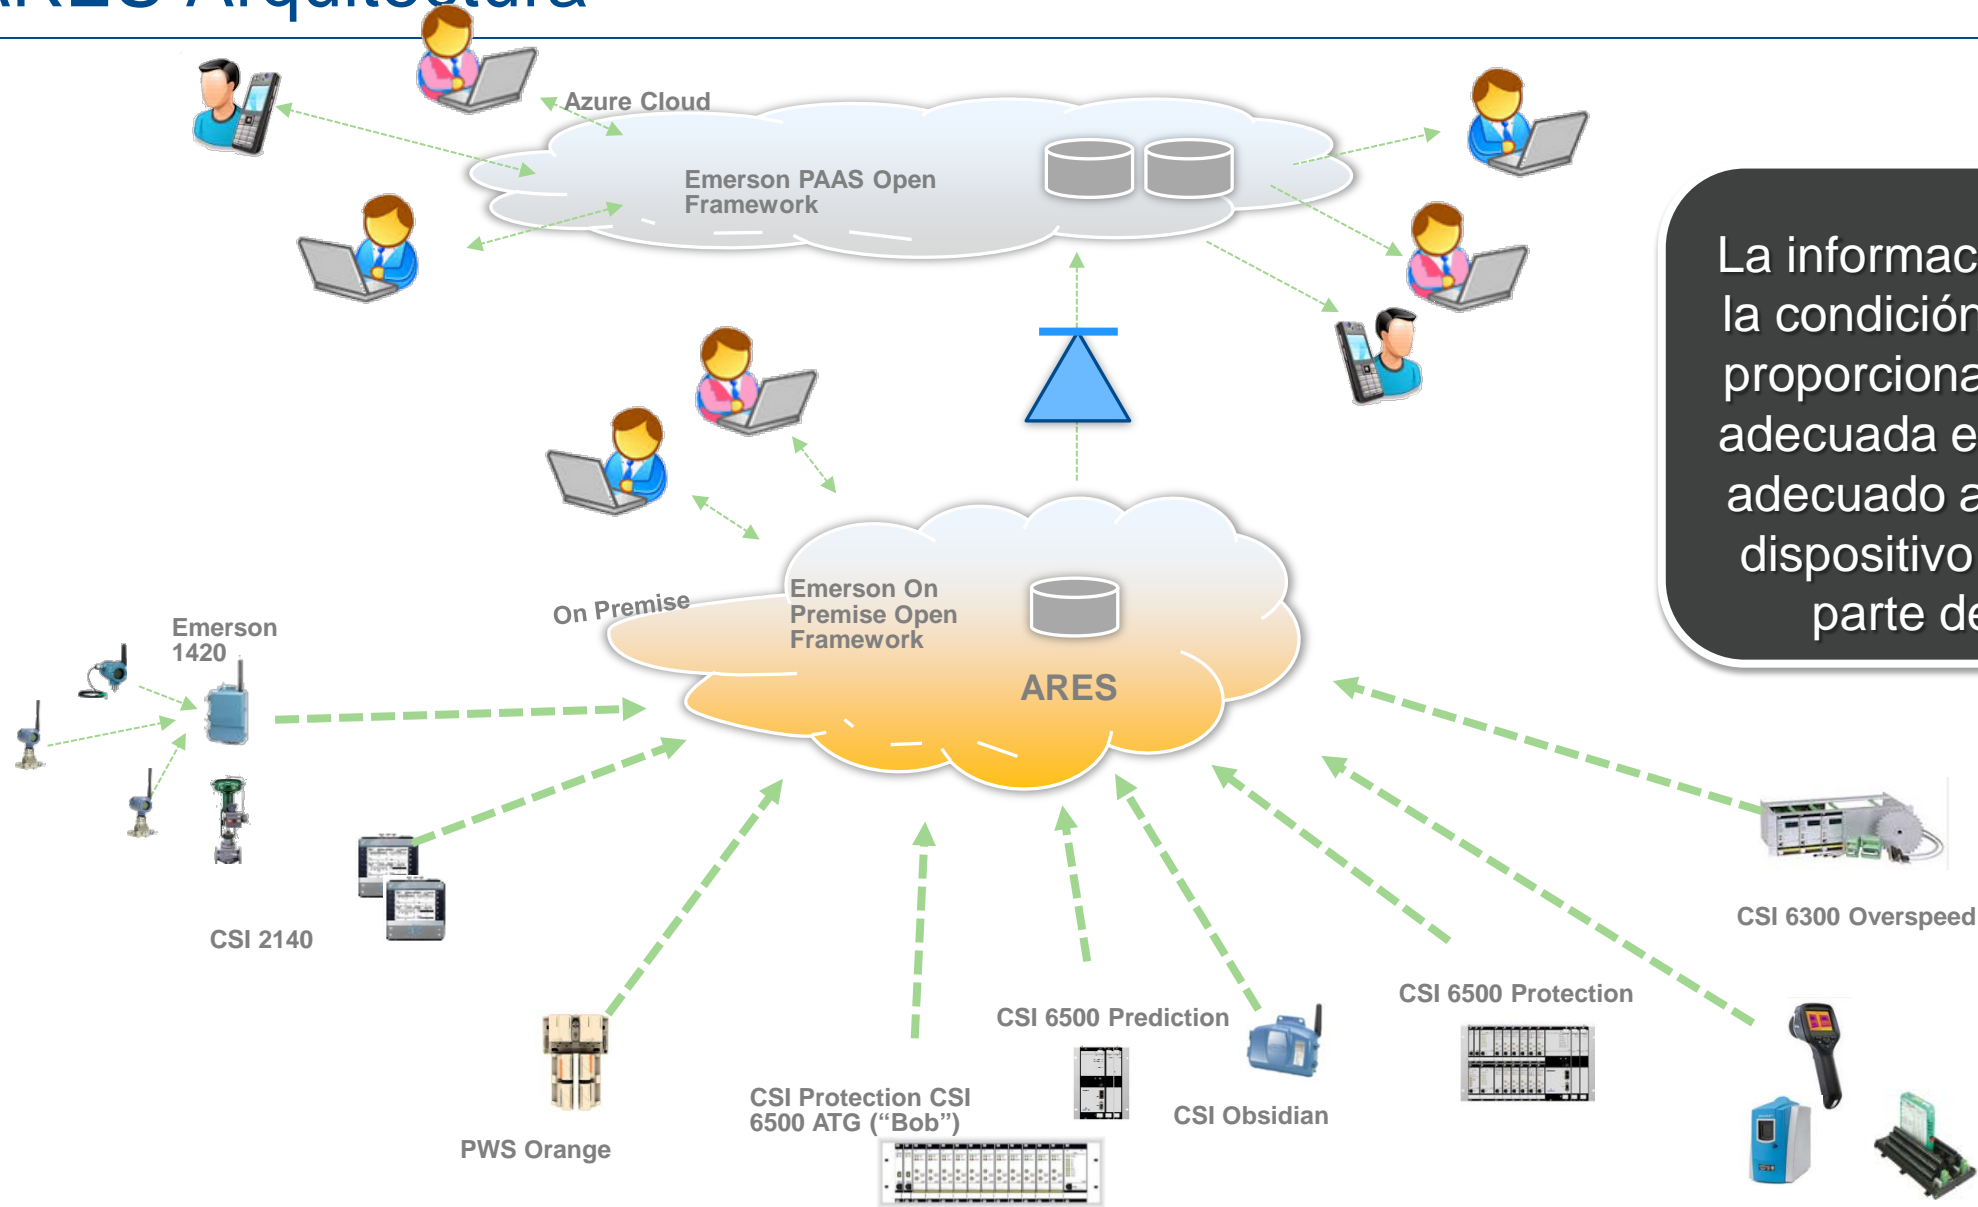 ARES Arquitectura
Azure Cloud
Emerson PAAS Open
Framework
La informac
la condición
proporciona
adecuada e
adecuado a
dispositivo
parte de
On Premise
Emerson On
Premise Open
Framework
ARES
Emerson
1420
CSI 2140
CSI 6300 Overspeed
CSI 6500 Protection
CSI 6500 Prediction
CSI Protection CSI
6500 ATG (“Bob”)
CSI Obsidian
PWS Orange